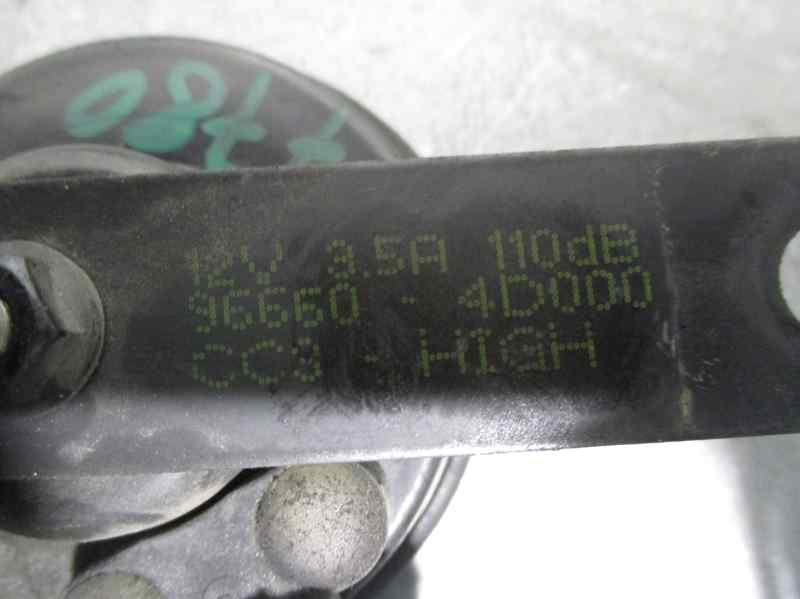 12V 3.5A 110dB
96660 - 4D000
CC3 - HIGH